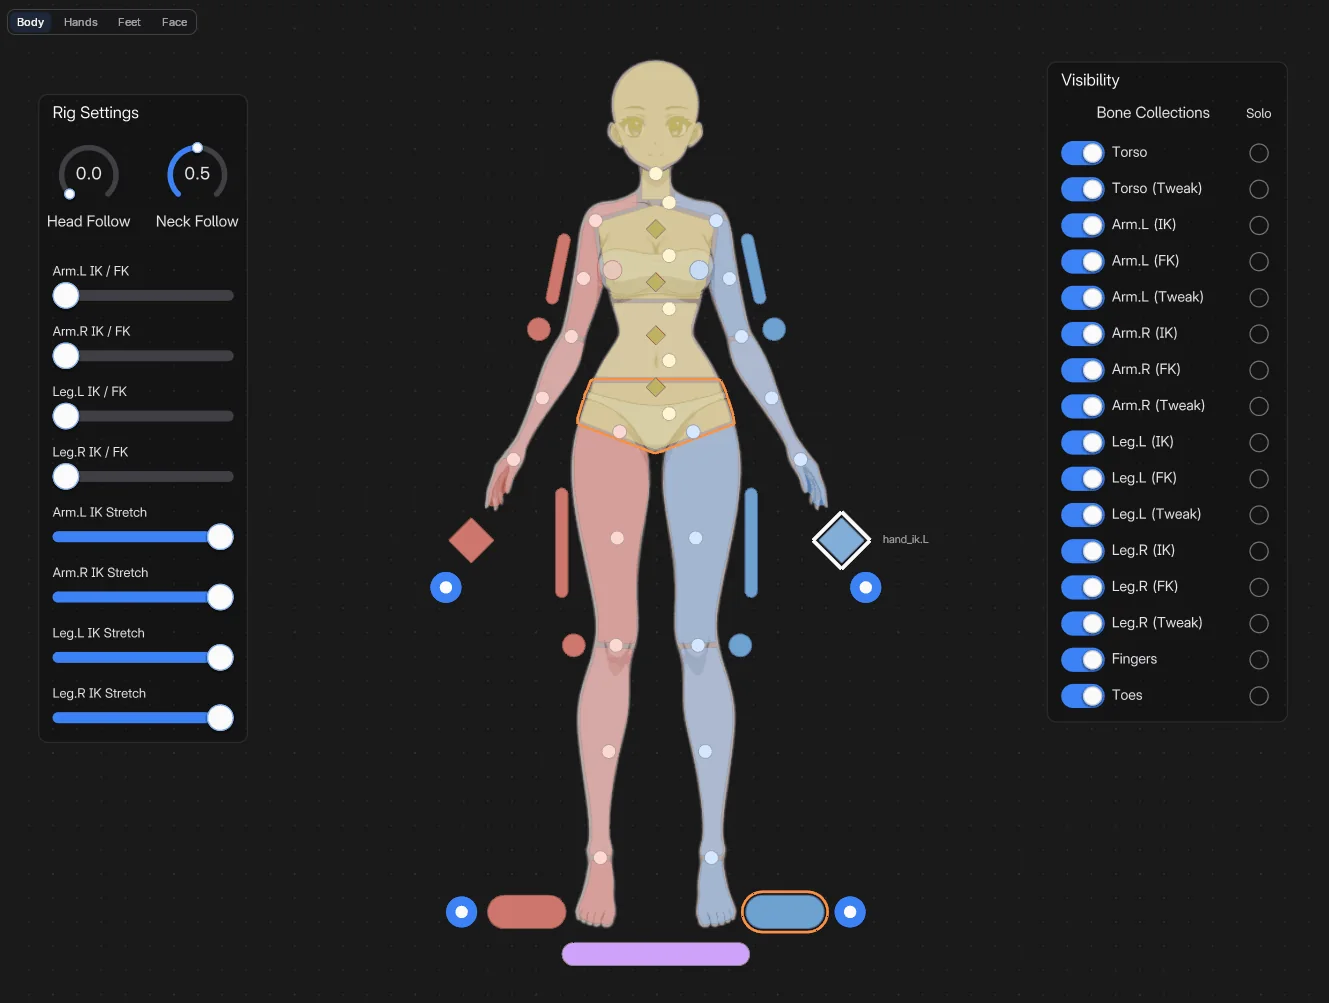 Body Hands Feet Face
Rig Settings
0.0 0.5
Head Follow Neck Follow
Arm.L IK / FK
Arm.R IK / FK
Leg.L IK / FK
Leg.R IK / FK
Arm.L IK Stretch
Arm.R IK Stretch
Leg.L IK Stretch
Leg.R IK Stretch
hand_ik.L
Visibility
Bone Collections Solo
Torso
Torso (Tweak)
Arm.L (IK)
Arm.L (FK)
Arm.L (Tweak)
Arm.R (IK)
Arm.R (FK)
Arm.R (Tweak)
Leg.L (IK)
Leg.L (FK)
Leg.L (Tweak)
Leg.R (IK)
Leg.R (FK)
Leg.R (Tweak)
Fingers
Toes